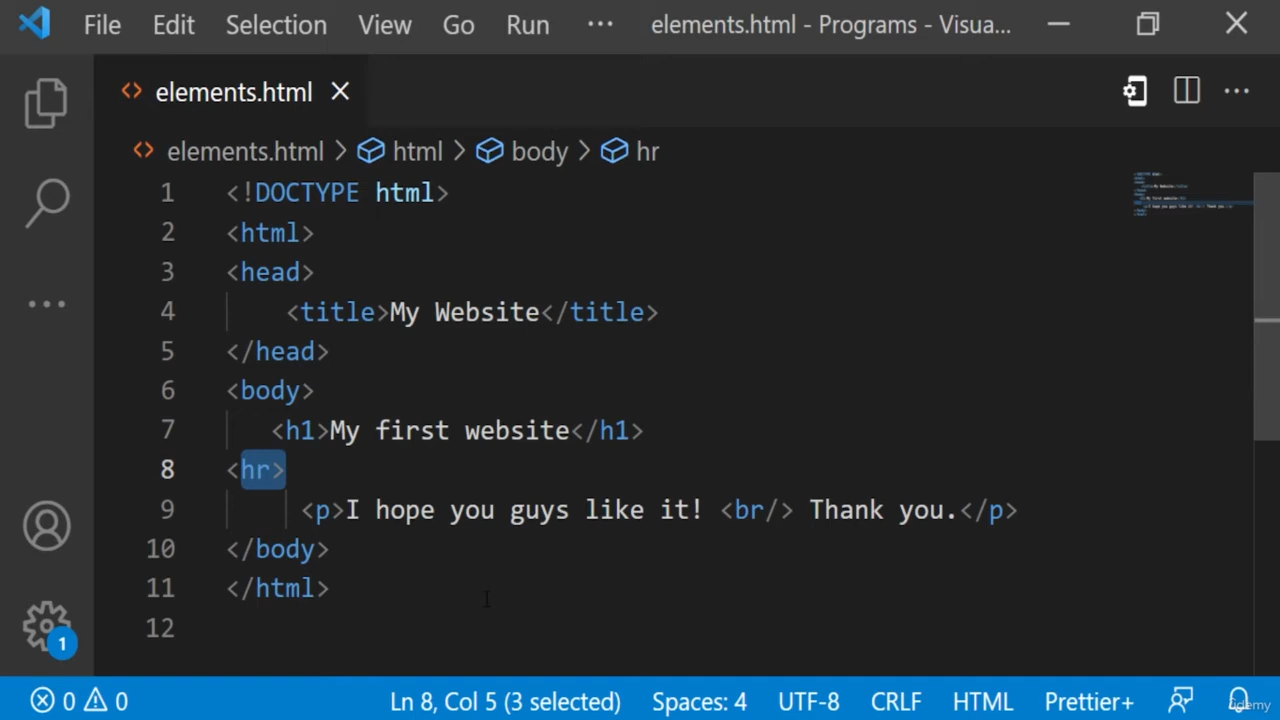 File Edit Selection View Go Run ··· elements.html - Programs - Visua...
elements.html
elements.html > html > body > hr
1 <!DOCTYPE html>
2 <html>
3 <head>
4 <title>My Website</title>
5 </head>
6 <body>
7 <h1>My first website</h1>
8 <hr>
9 <p>I hope you guys like it! <br/> Thank you.</p>
10 </body>
11 </html>
12
1
0 0 Ln 8, Col 5 (3 selected) Spaces: 4 UTF-8 CRLF HTML Prettier+